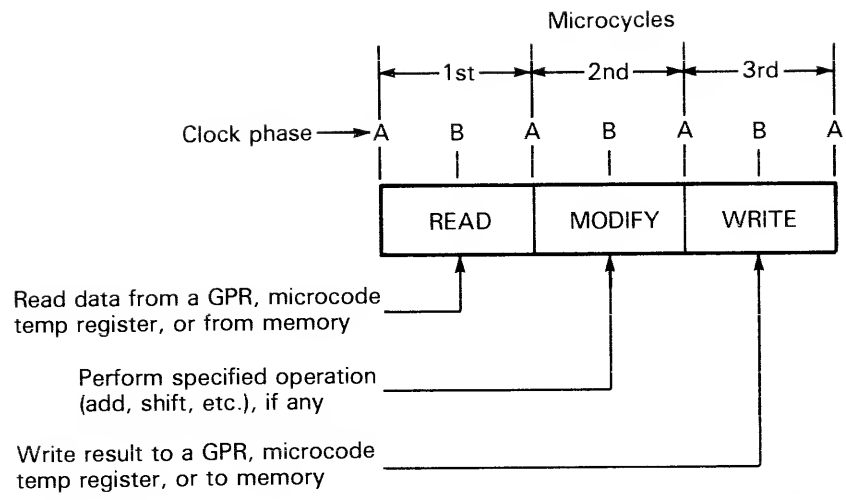 Microcycles
1st 2nd 3rd
Clock phase A B A B A B A
READ MODIFY WRITE
Read data from a GPR, microcode
temp register, or from memory
Perform specified operation
(add, shift, etc.), if any
Write result to a GPR, microcode
temp register, or to memory